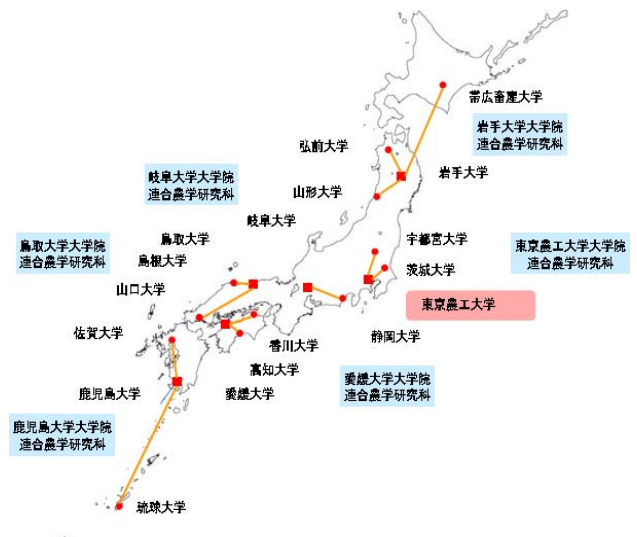 帯広畜産大学
岩手大学大学院
連合農学研究科
弘前大学
岩手大学
岐阜大学大学院
連合農学研究科
山形大学
岐阜大学
鳥取大学
宇都宮大学
鳥取大学大学院
連合農学研究科
島根大学
東京農工大学大学院
連合農学研究科
茨城大学
山口大学
東京農工大学
佐賀大学
静岡大学
香川大学
高知大学
愛媛大学大学院
連合農学研究科
鹿児島大学
愛媛大学
鹿児島大学大学院
連合農学研究科
琉球大学